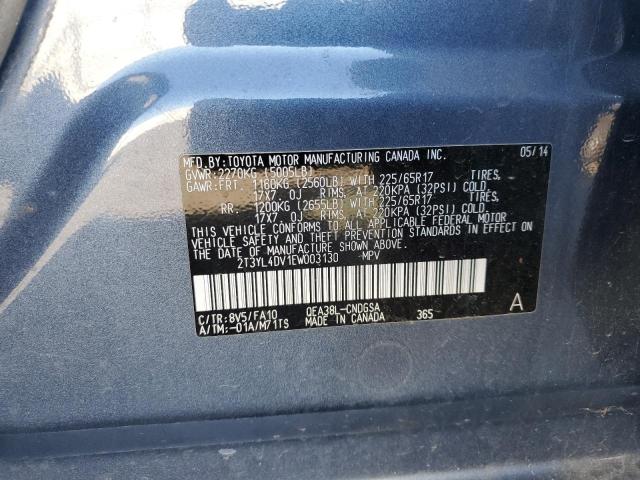 MFD.BY: TOYOTA MOTOR MANUFACTURING CANADA INC. 05/14
GVWR: 2270KG (5005LB)
GAWR: FRT. 1160KG (2560LB) WITH 225/65R17 TIRES,
17X7 0J RIMS, AT 220KPA (32PSI) COLD.
RR. 1200KG (2655LB) WITH 225/65R17 TIRES,
17X7 0J RIMS, AT 220KPA (32PSI) COLD.
THIS VEHICLE CONFORMS TO ALL APPLICABLE FEDERAL MOTOR
VEHICLE SAFETY AND THEFT PREVENTION STANDARDS IN EFFECT ON
THE DATE OF MANUFACTURE SHOWN ABOVE.
2T3YL4DV1EW003130 MPV
C/TR: 8V5/FA10 QEA38L-CNDGSA
A/TM: -01A/M71TS MADE IN CANADA 365 A